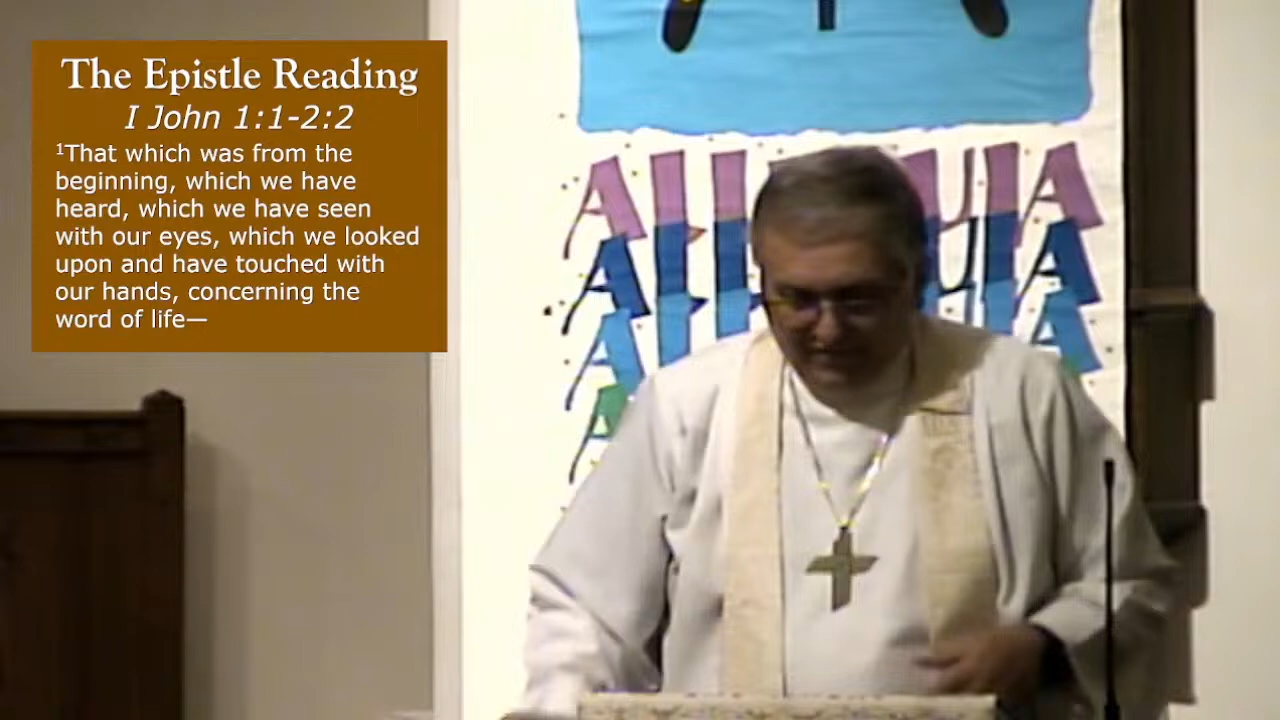 The Epistle Reading
I John 1:1-2:2
¹That which was from the
beginning, which we have
heard, which we have seen
with our eyes, which we looked
upon and have touched with
our hands, concerning the
word of life—
ALLELUIA
ALLELUIA